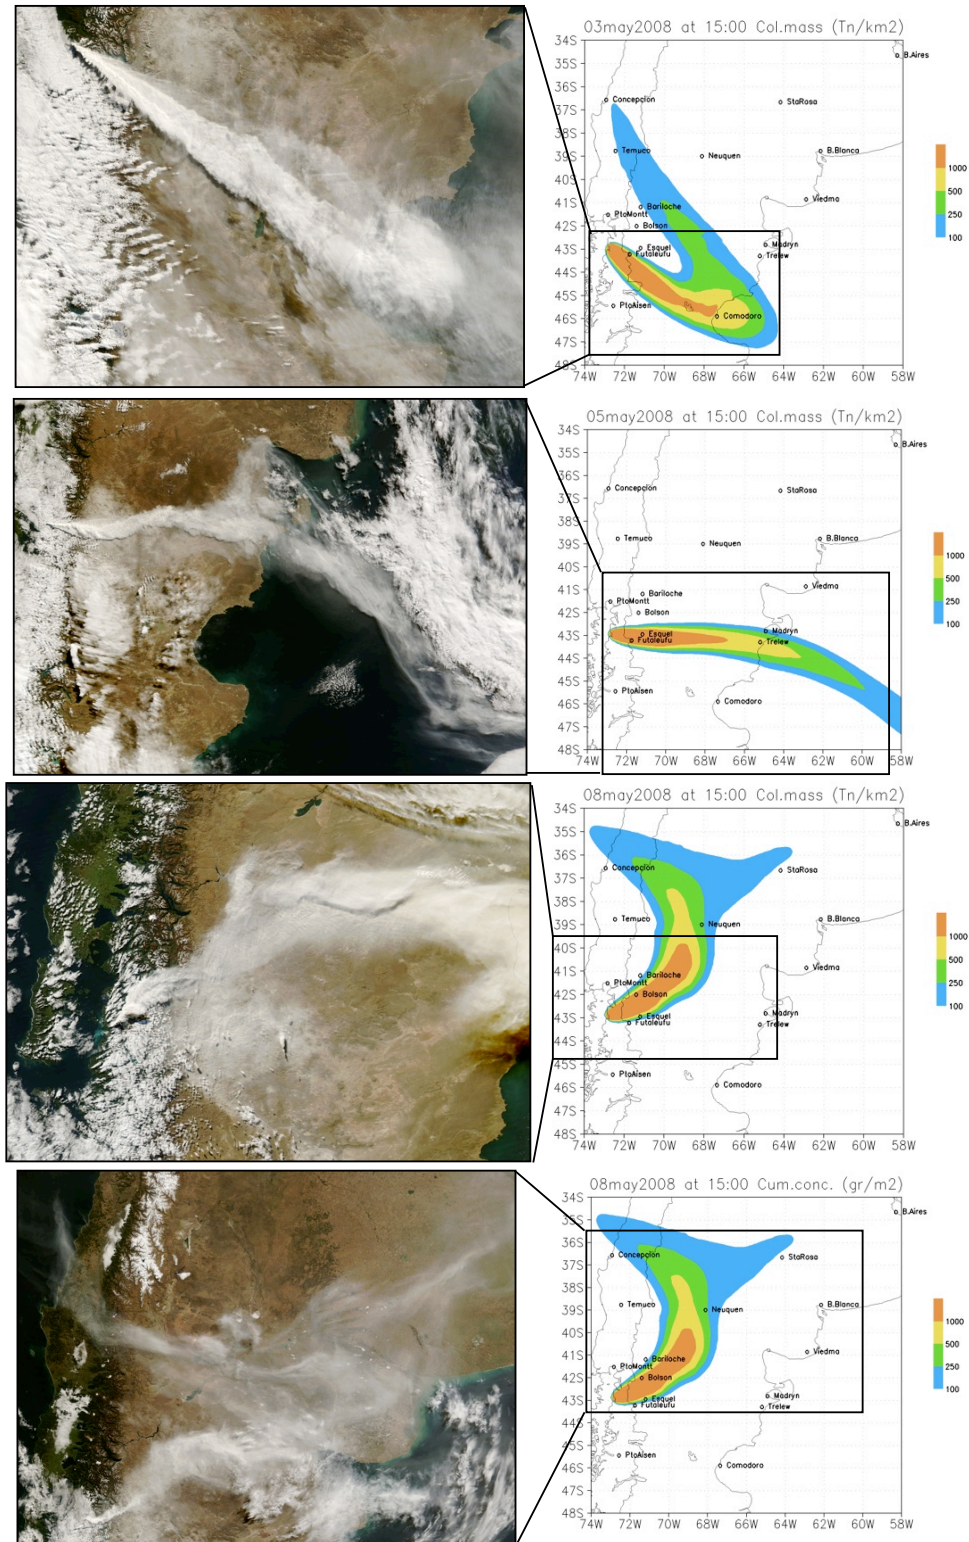 03may2008 at 15:00 Col.mass (Tn/km2)
34S
35S
36S
37S
38S
39S
40S
41S
42S
43S
44S
45S
46S
47S
48S
74W 72W 70W 68W 66W 64W 62W 60W 58W
B.Aires
Concepcion
StaRosa
Temuco
Neuquen
B.Blanca
Bariloche
Viedma
PtoMontt
Bolson
Esquel
Madryn
Futaleufu
Trelew
PtoAisen
Comodoro
1000
500
250
100
05may2008 at 15:00 Col.mass (Tn/km2)
34S
35S
36S
37S
38S
39S
40S
41S
42S
43S
44S
45S
46S
47S
48S
74W 72W 70W 68W 66W 64W 62W 60W 58W
B.Aires
Concepcion
StaRosa
Temuco
Neuquen
B.Blanca
Bariloche
Viedma
PtoMontt
Bolson
Esquel
Madryn
Futaleufu
Trelew
PtoAisen
Comodoro
1000
500
250
100
08may2008 at 15:00 Col.mass (Tn/km2)
34S
35S
36S
37S
38S
39S
40S
41S
42S
43S
44S
45S
46S
47S
48S
74W 72W 70W 68W 66W 64W 62W 60W 58W
B.Aires
Concepcion
StaRosa
Temuco
Neuquen
B.Blanca
Bariloche
Viedma
PtoMontt
Bolson
Esquel
Madryn
Futaleufu
Trelew
PtoAisen
Comodoro
1000
500
250
100
08may2008 at 15:00 Cum.conc. (gr/m2)
34S
35S
36S
37S
38S
39S
40S
41S
42S
43S
44S
45S
46S
47S
48S
74W 72W 70W 68W 66W 64W 62W 60W 58W
B.Aires
Concepcion
StaRosa
Temuco
Neuquen
B.Blanca
Bariloche
Viedma
PtoMontt
Bolson
Esquel
Madryn
Futaleufu
Trelew
PtoAisen
Comodoro
1000
500
250
100